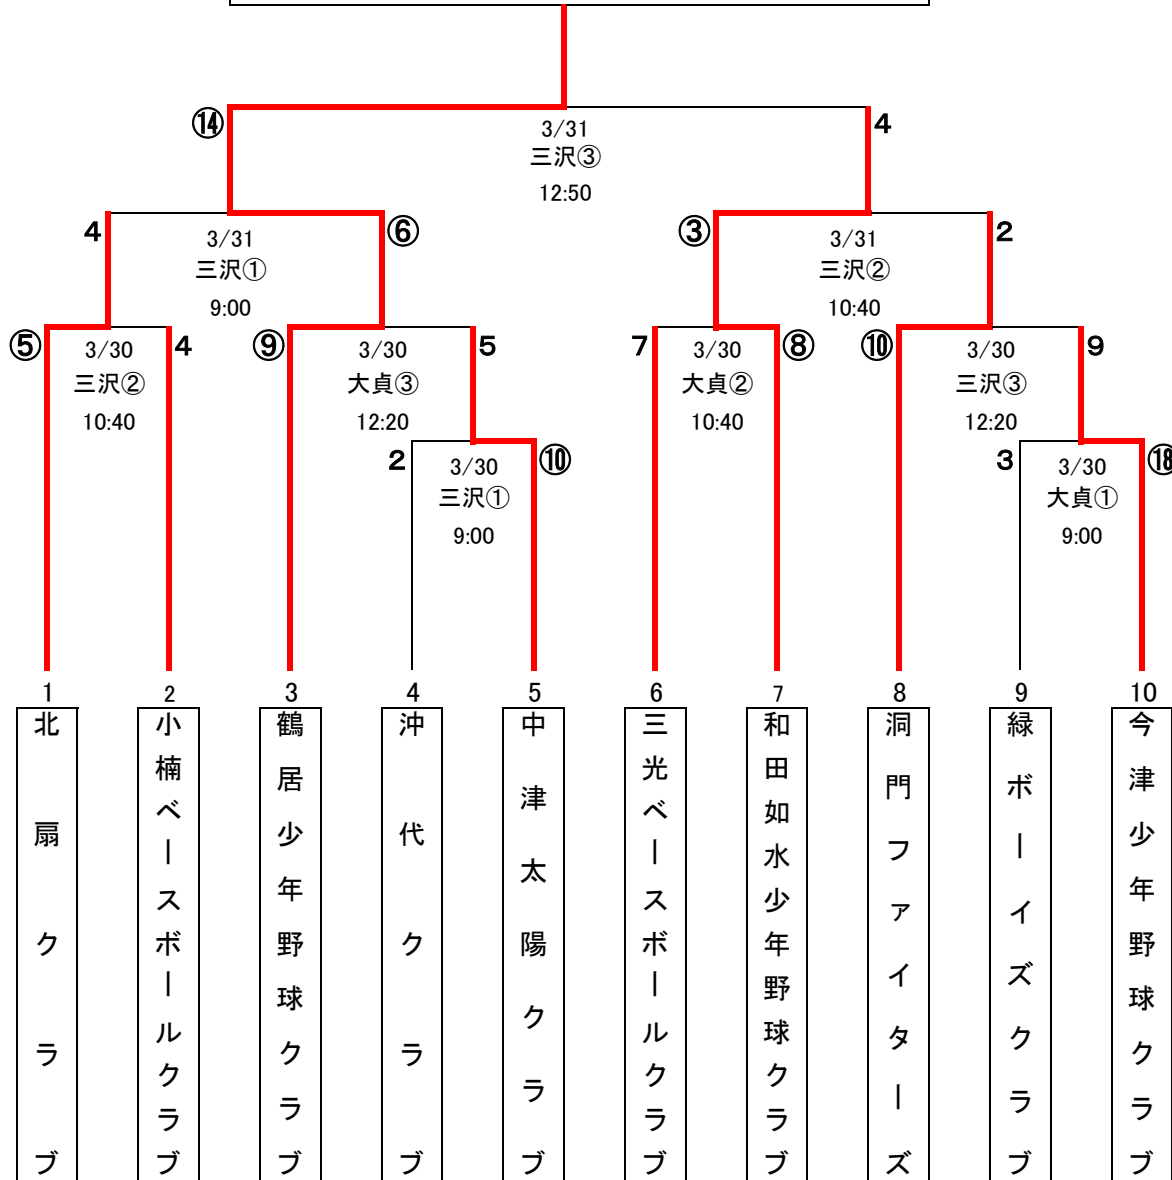 ⑭
4
3/31
三沢③
12:50
4
⑥
③
2
3/31
三沢①
9:00
3/31
三沢②
10:40
⑤
4
⑨
5
7
⑧
⑩
9
3/30
三沢②
10:40
3/30
大貞③
12:20
3/30
大貞②
10:40
3/30
三沢③
12:20
2
⑩
3
⑱
3/30
三沢①
9:00
3/30
大貞①
9:00
1
2
3
4
5
6
7
8
9
10
北扇クラブ
小楠ベースボールクラブ
鶴居少年野球クラブ
沖代クラブ
中津太陽クラブ
三光ベースボールクラブ
和田如水少年野球クラブ
洞門ファイターズ
緑ボーイズクラブ
今津少年野球クラブ